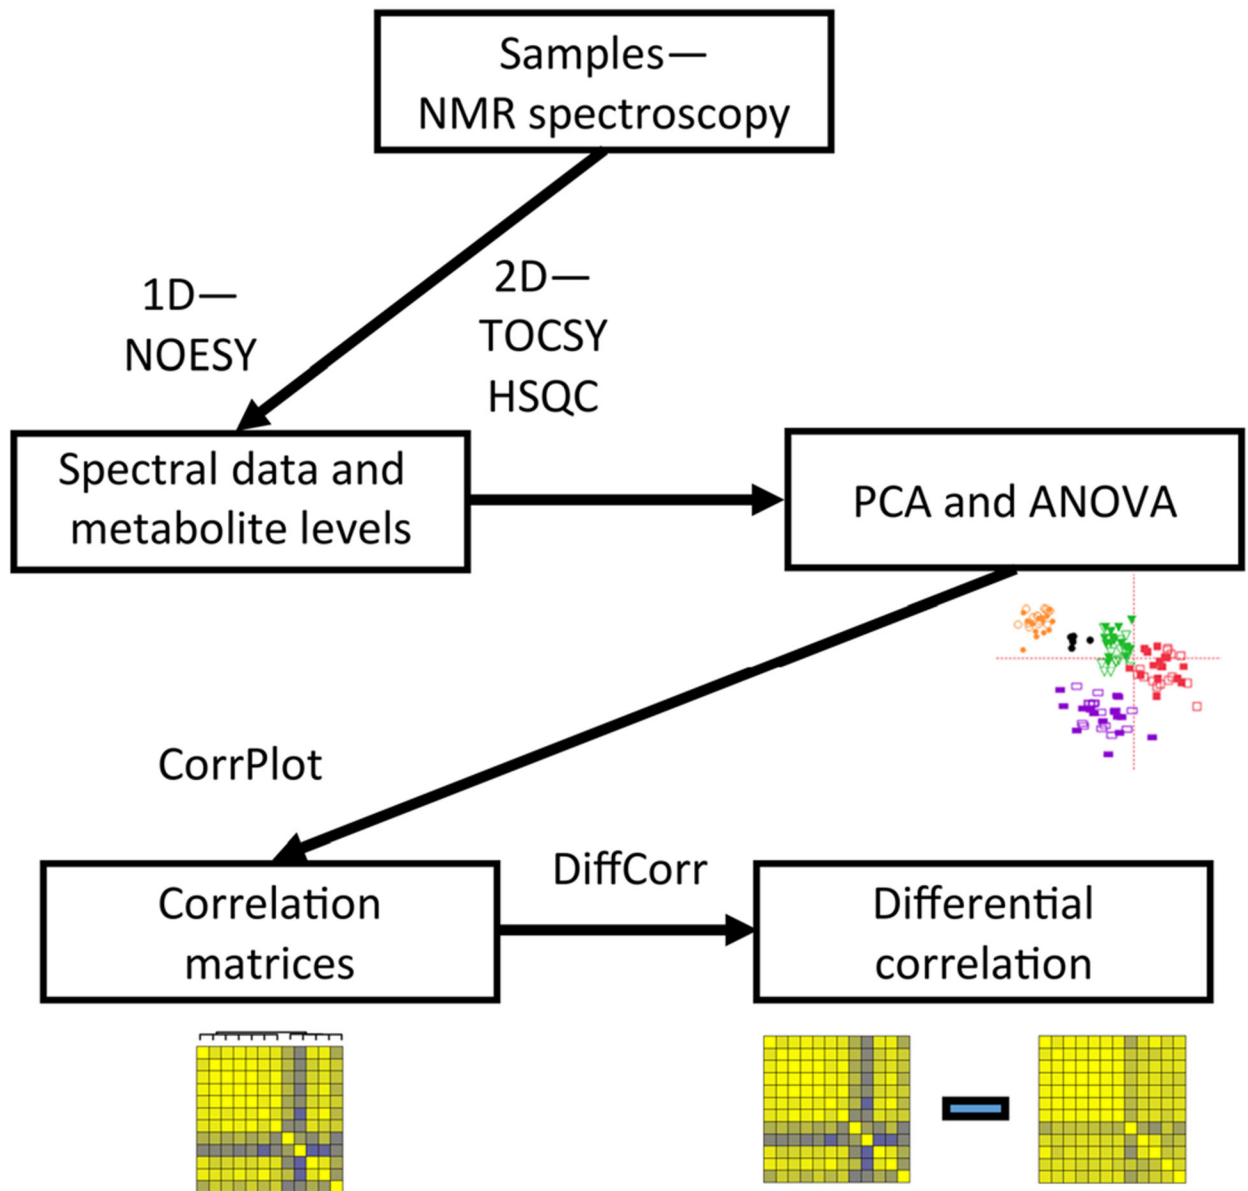 Samples—
NMR spectroscopy
1D—
NOESY
2D—
TOCSY
HSQC
Spectral data and
metabolite levels
PCA and ANOVA
CorrPlot
Correlation
matrices
DiffCorr
Differential
correlation